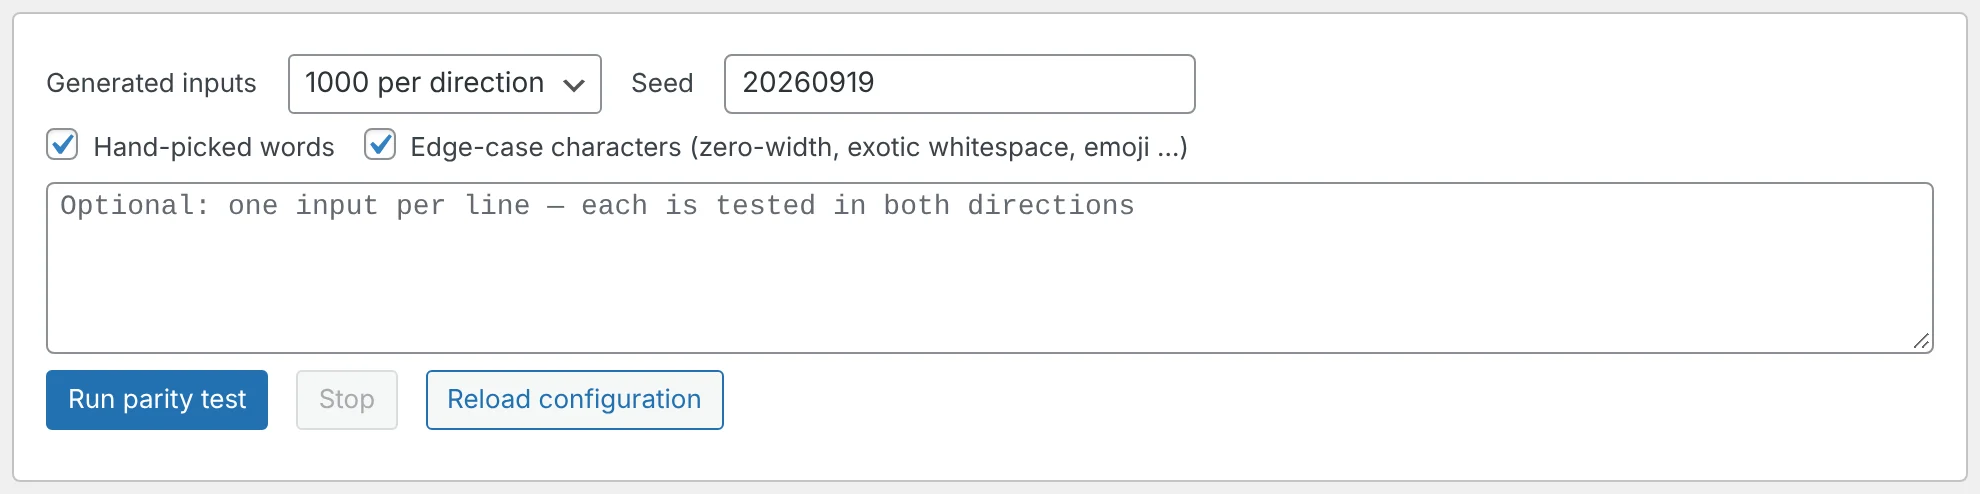 Generated inputs 1000 per direction Seed 20260919
Hand-picked words Edge-case characters (zero-width, exotic whitespace, emoji ...)
Optional: one input per line — each is tested in both directions
Run parity test Stop Reload configuration